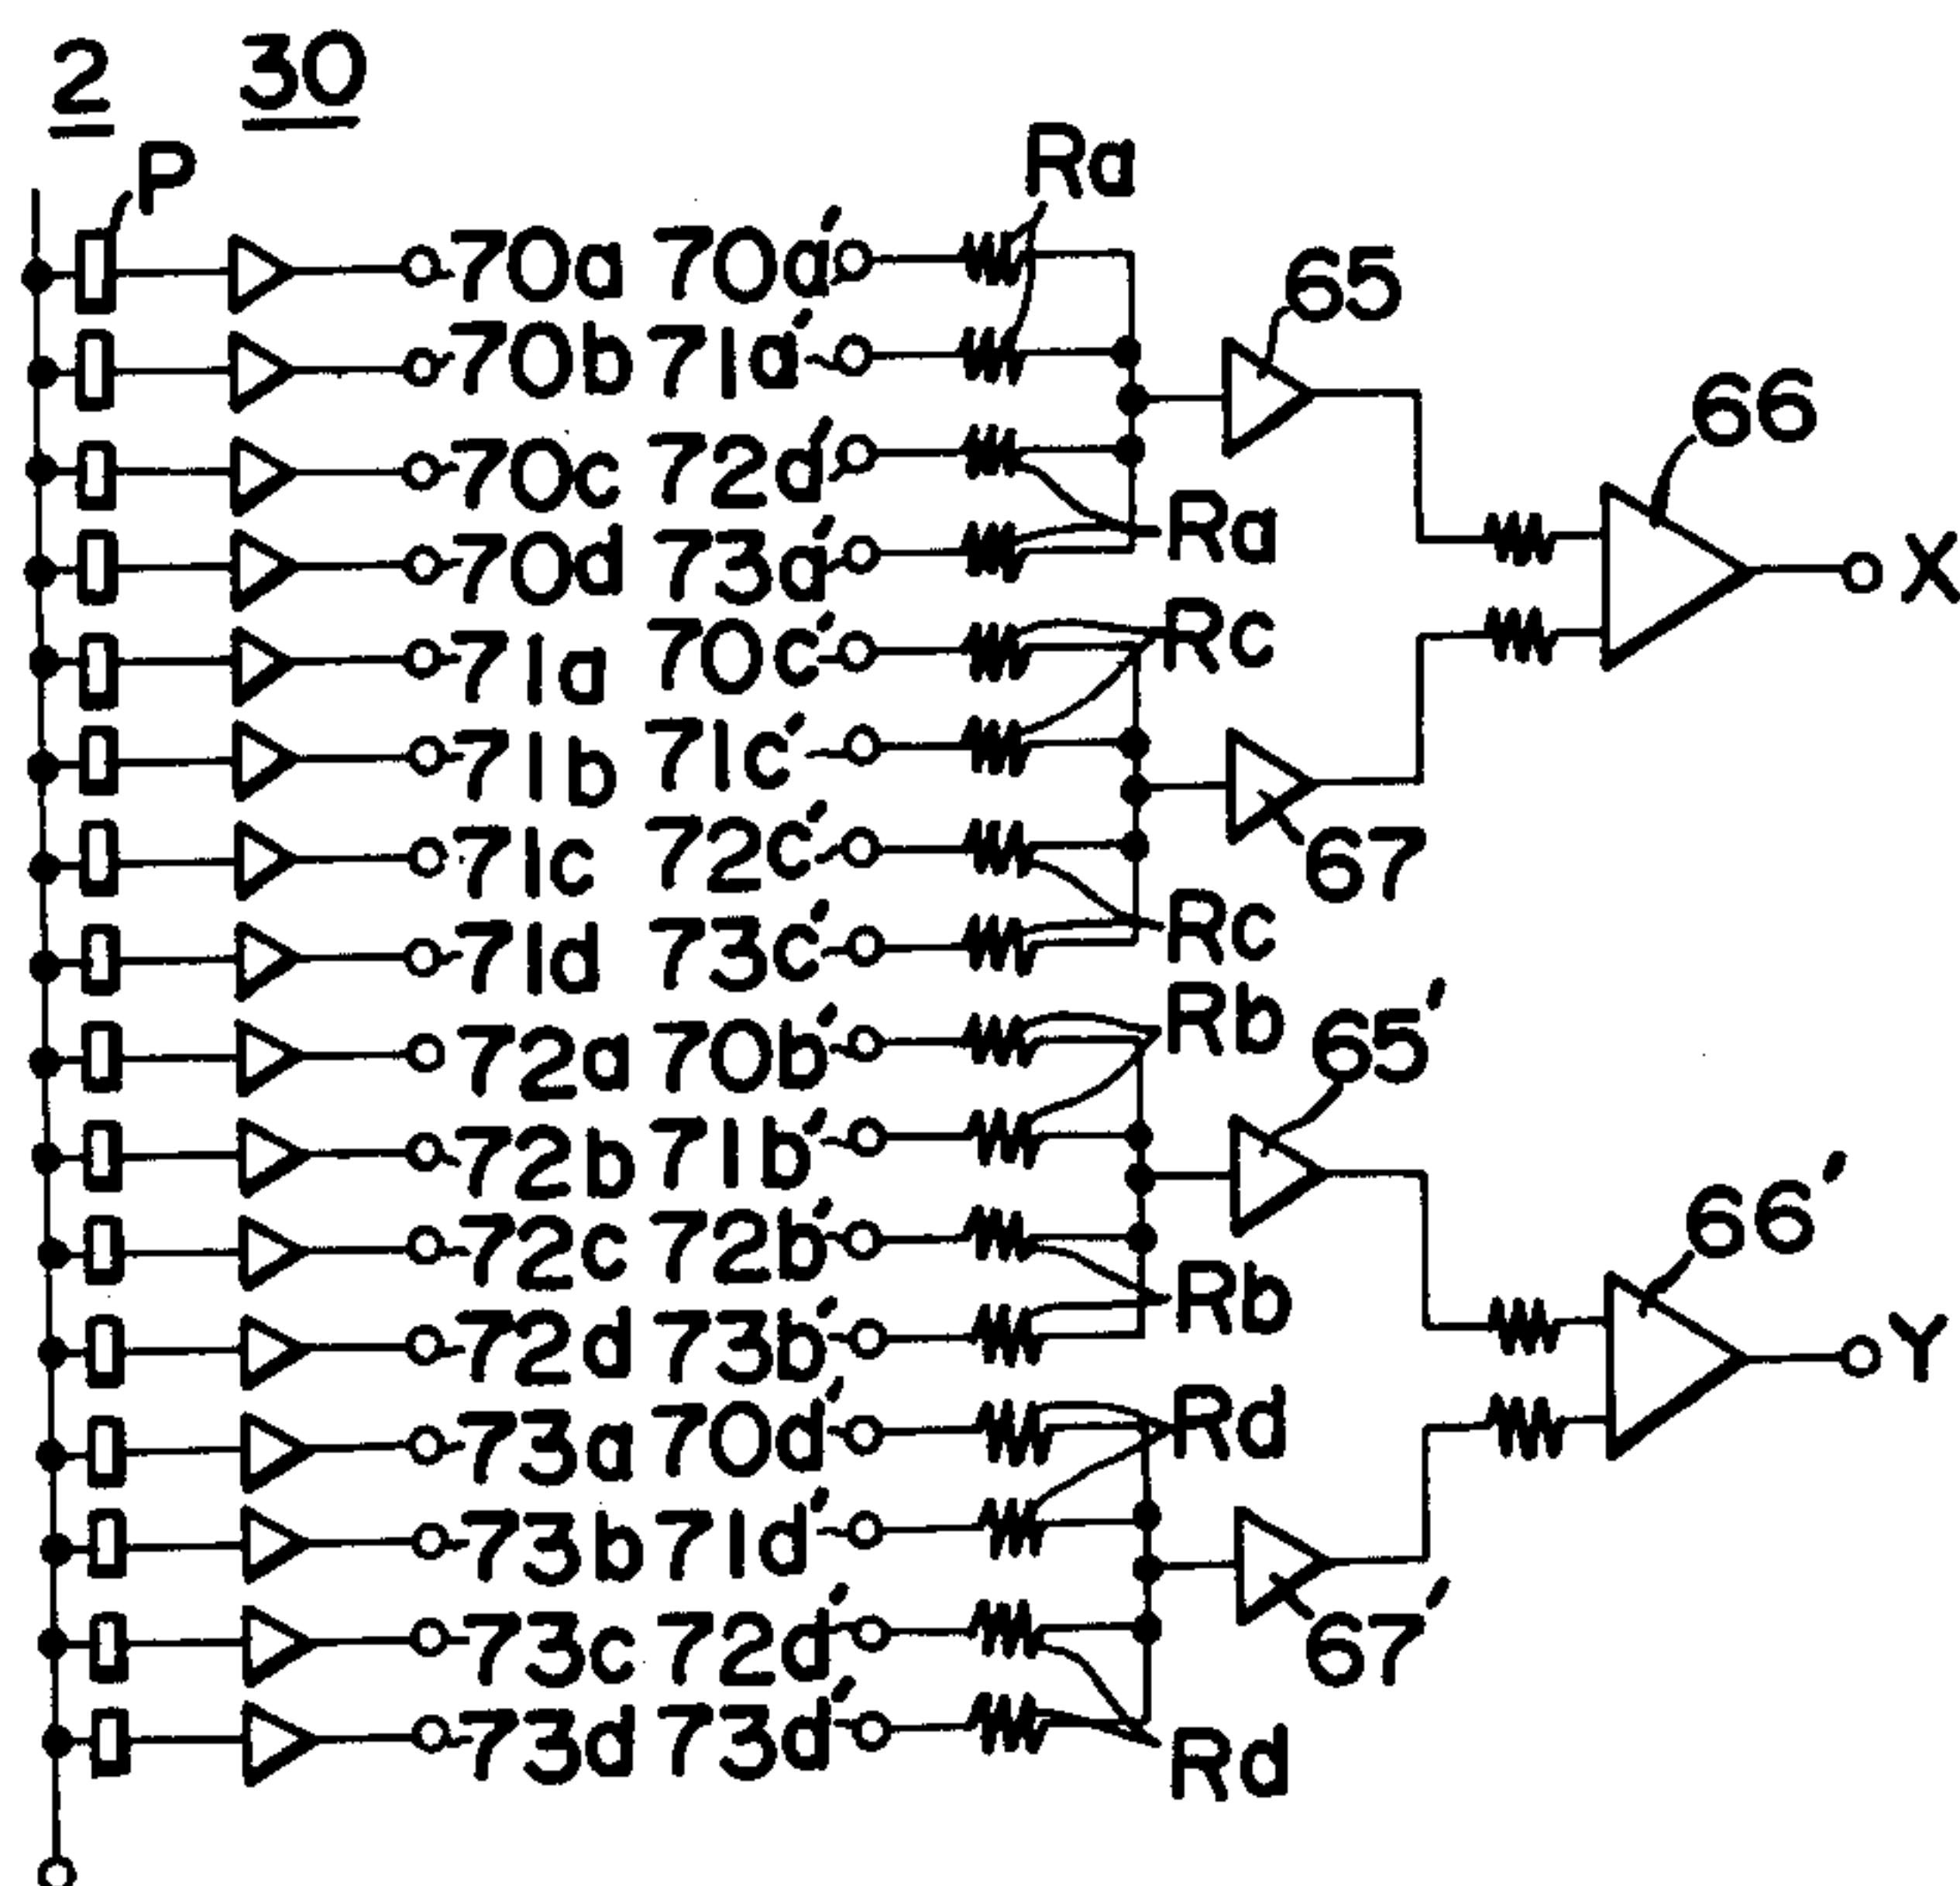 2 30
P
Ra
70a 70a′
65
70b 71a′
66
70c 72d′
Ra
70d 73a′
X
Rc
71a 70c′
71b 71c′
67
71c 72c′
Rc
71d 73c′
Rb
65′
72a 70b′
72b 71b′
66′
72c 72b′
Rb
72d 73b′
Y
Rd
73a 70d′
73b 71d′
67′
73c 72d′
73d 73d′
Rd